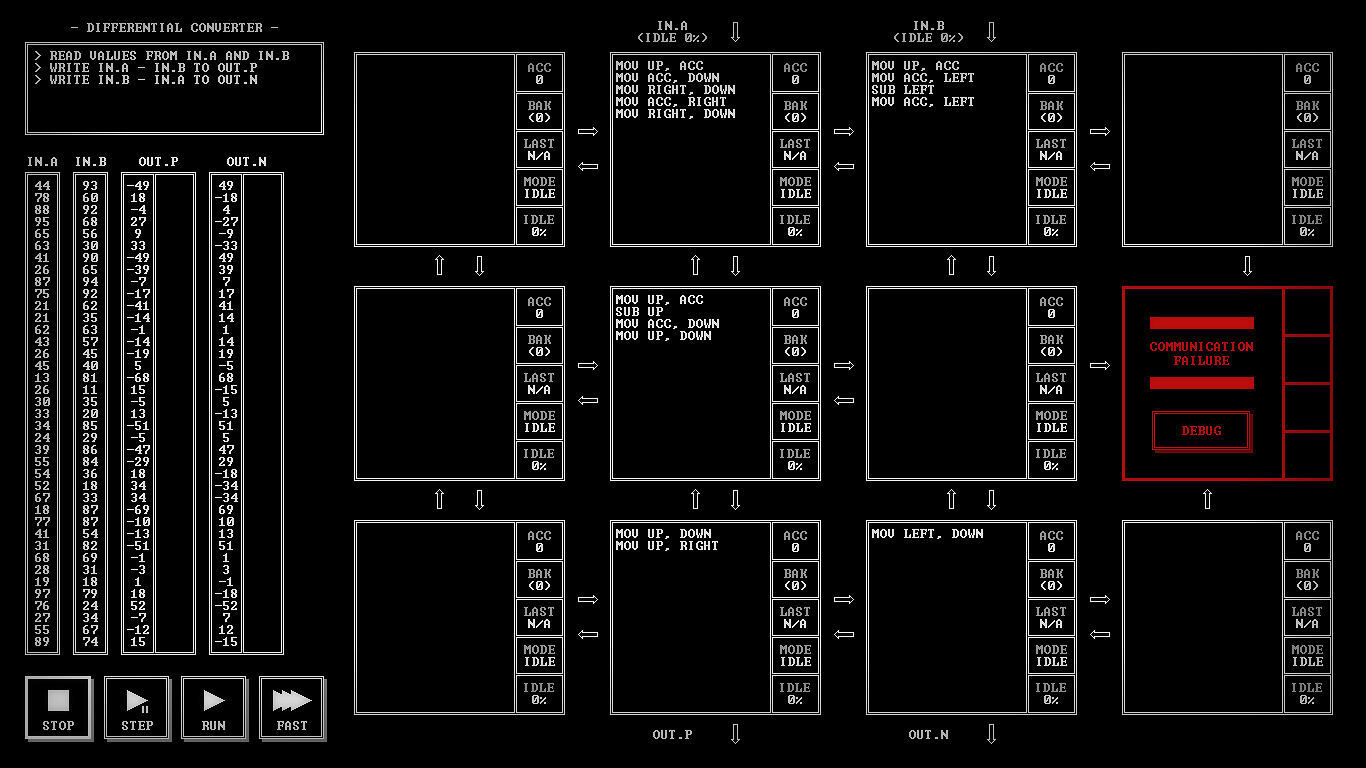 - DIFFERENTIAL CONVERTER -
> READ VALUES FROM IN.A AND IN.B
> WRITE IN.A - IN.B TO OUT.P
> WRITE IN.B - IN.A TO OUT.N
IN.A IN.B OUT.P OUT.N
44 93 -49 49
78 60 18 -18
88 92 -4 4
95 68 27 -27
65 56 9 -9
63 30 33 -33
41 90 -49 49
26 65 -39 39
87 94 -7 7
75 92 -17 17
21 62 -41 41
21 35 -14 14
62 63 -1 1
43 57 -14 14
26 45 -19 19
45 40 5 -5
13 81 -68 68
26 11 15 -15
30 35 -5 5
33 20 13 -13
34 85 -51 51
24 29 -5 5
39 86 -47 47
55 84 -29 29
54 36 18 -18
52 18 34 -34
67 33 34 -34
18 87 -69 69
77 87 -10 10
41 54 -13 13
31 82 -51 51
68 69 -1 1
28 31 -3 3
19 18 1 -1
97 79 18 -18
76 24 52 -52
27 34 -7 7
55 67 -12 12
89 74 15 -15
STOP
STEP
RUN
FAST
IN.A
(IDLE 0%)
IN.B
(IDLE 0%)
ACC
0
BAK
(0)
LAST
N/A
MODE
IDLE
IDLE
0%
MOV UP, ACC
MOV ACC, DOWN
MOV RIGHT, DOWN
MOV ACC, RIGHT
MOV RIGHT, DOWN
ACC
0
BAK
(0)
LAST
N/A
MODE
IDLE
IDLE
0%
MOV UP, ACC
MOV ACC, LEFT
SUB LEFT
MOV ACC, LEFT
ACC
0
BAK
(0)
LAST
N/A
MODE
IDLE
IDLE
0%
ACC
0
BAK
(0)
LAST
N/A
MODE
IDLE
IDLE
0%
ACC
0
BAK
(0)
LAST
N/A
MODE
IDLE
IDLE
0%
MOV UP, ACC
SUB UP
MOV ACC, DOWN
MOV UP, DOWN
ACC
0
BAK
(0)
LAST
N/A
MODE
IDLE
IDLE
0%
ACC
0
BAK
(0)
LAST
N/A
MODE
IDLE
IDLE
0%
COMMUNICATION
FAILURE
DEBUG
ACC
0
BAK
(0)
LAST
N/A
MODE
IDLE
IDLE
0%
MOV UP, DOWN
MOV UP, RIGHT
ACC
0
BAK
(0)
LAST
N/A
MODE
IDLE
IDLE
0%
MOV LEFT, DOWN
ACC
0
BAK
(0)
LAST
N/A
MODE
IDLE
IDLE
0%
ACC
0
BAK
(0)
LAST
N/A
MODE
IDLE
IDLE
0%
OUT.P
OUT.N